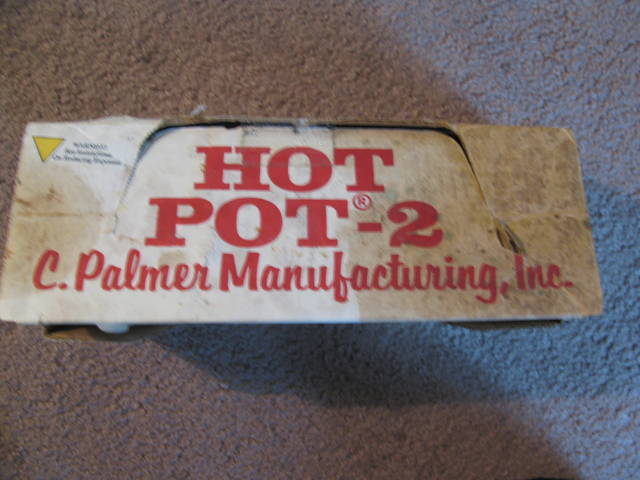 WARNING!
HOT
POT®-2
C. Palmer Manufacturing, Inc.